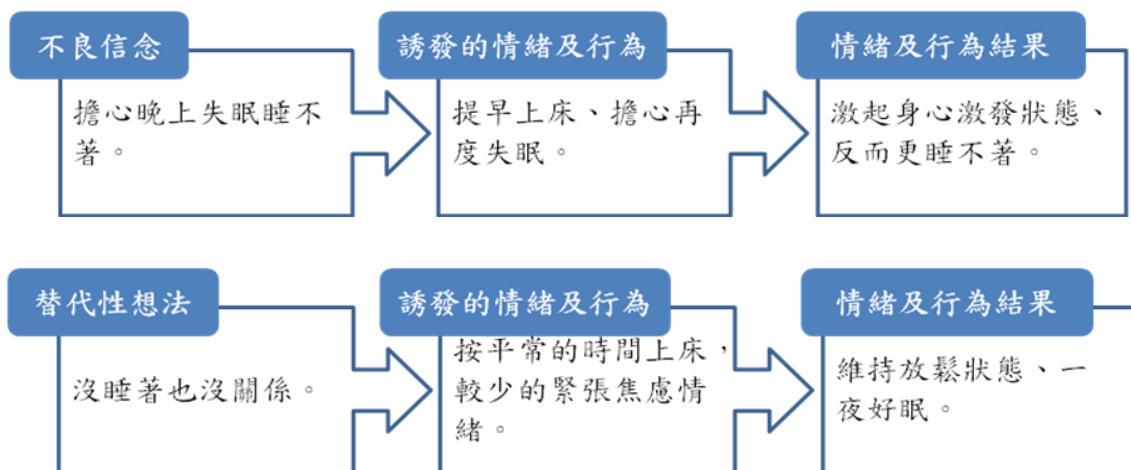 不良信念
誘發的情緒及行為
情緒及行為結果
擔心晚上失眠睡不
著。
提早上床、擔心再
度失眠。
激起身心激發狀態、
反而更睡不著。
替代性想法
誘發的情緒及行為
情緒及行為結果
沒睡著也沒關係。
按平常的時間上床，
較少的緊張焦慮情
緒。
維持放鬆狀態、一
夜好眠。